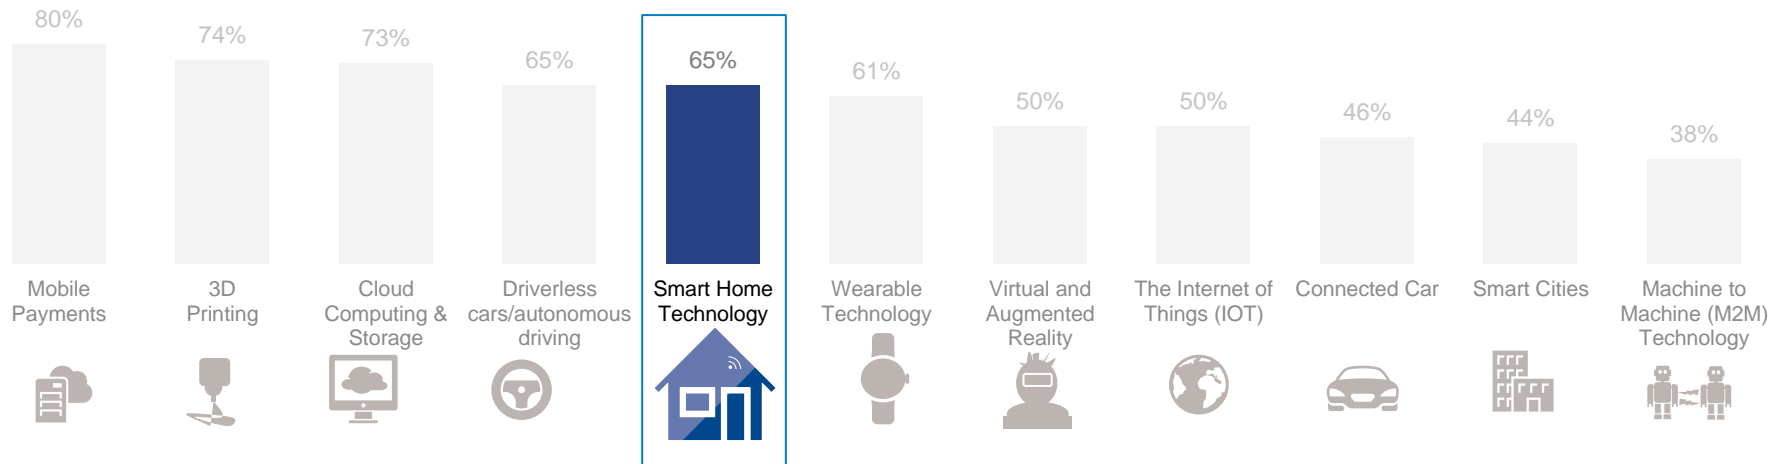 80%
74%
73%
65%
65%
61%
50%
50%
46%
44%
38%
Mobile
Payments
3D
Printing
Cloud
Computing &
Storage
Driverless
cars/autonomous
driving
Smart Home
Technology
Wearable
Technology
Virtual and
Augmented
Reality
The Internet of
Things (IOT)
Connected Car
Smart Cities
Machine to
Machine (M2M)
Technology